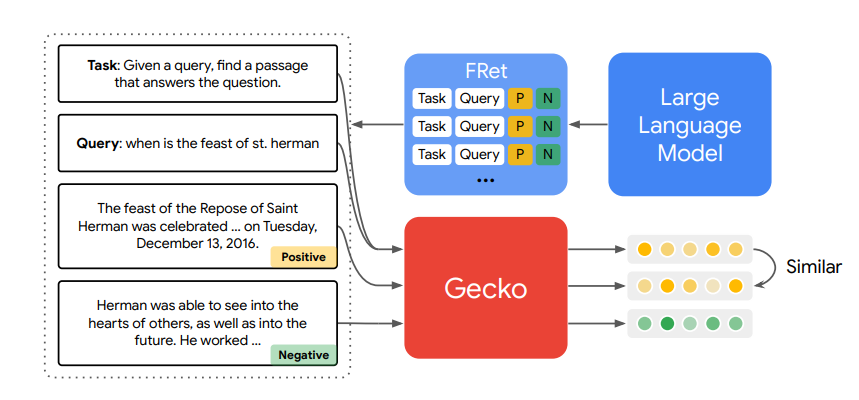 Task: Given a query, find a passage
that answers the question.
Query: when is the feast of st. herman
The feast of the Repose of Saint
Herman was celebrated ... on Tuesday,
December 13, 2016.
Positive
Herman was able to see into the
hearts of others, as well as into the
future. He worked ...
Negative
FRet
Task Query P N
Task Query P N
Task Query P N
...
Large
Language
Model
Gecko
Similar